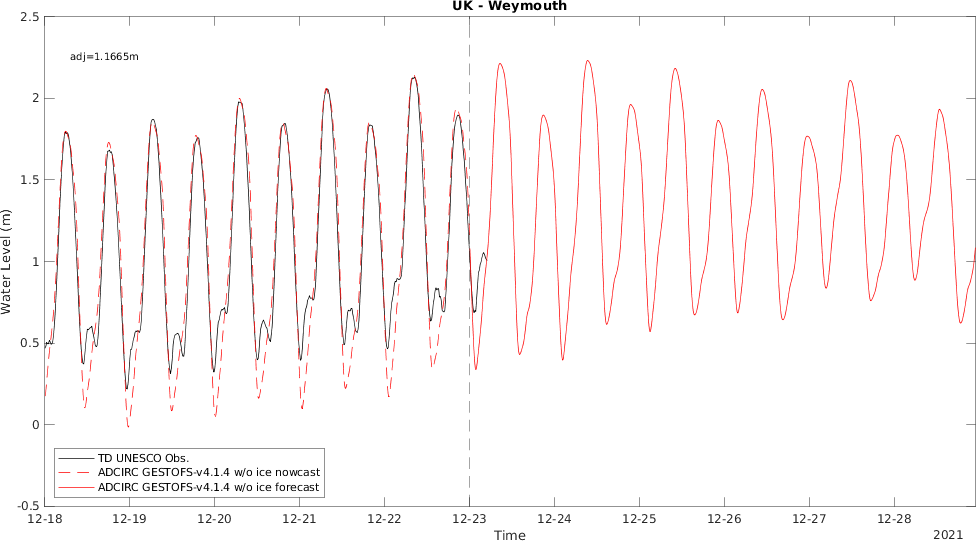 UK - Weymouth
2.5
adj=1.1665m
2
1.5
1
0.5
0
-0.5
Water Level (m)
TD UNESCO Obs.
ADCIRC GESTOFS-v4.1.4 w/o ice nowcast
ADCIRC GESTOFS-v4.1.4 w/o ice forecast
12-18 12-19 12-20 12-21 12-22 12-23 12-24 12-25 12-26 12-27 12-28
Time
2021